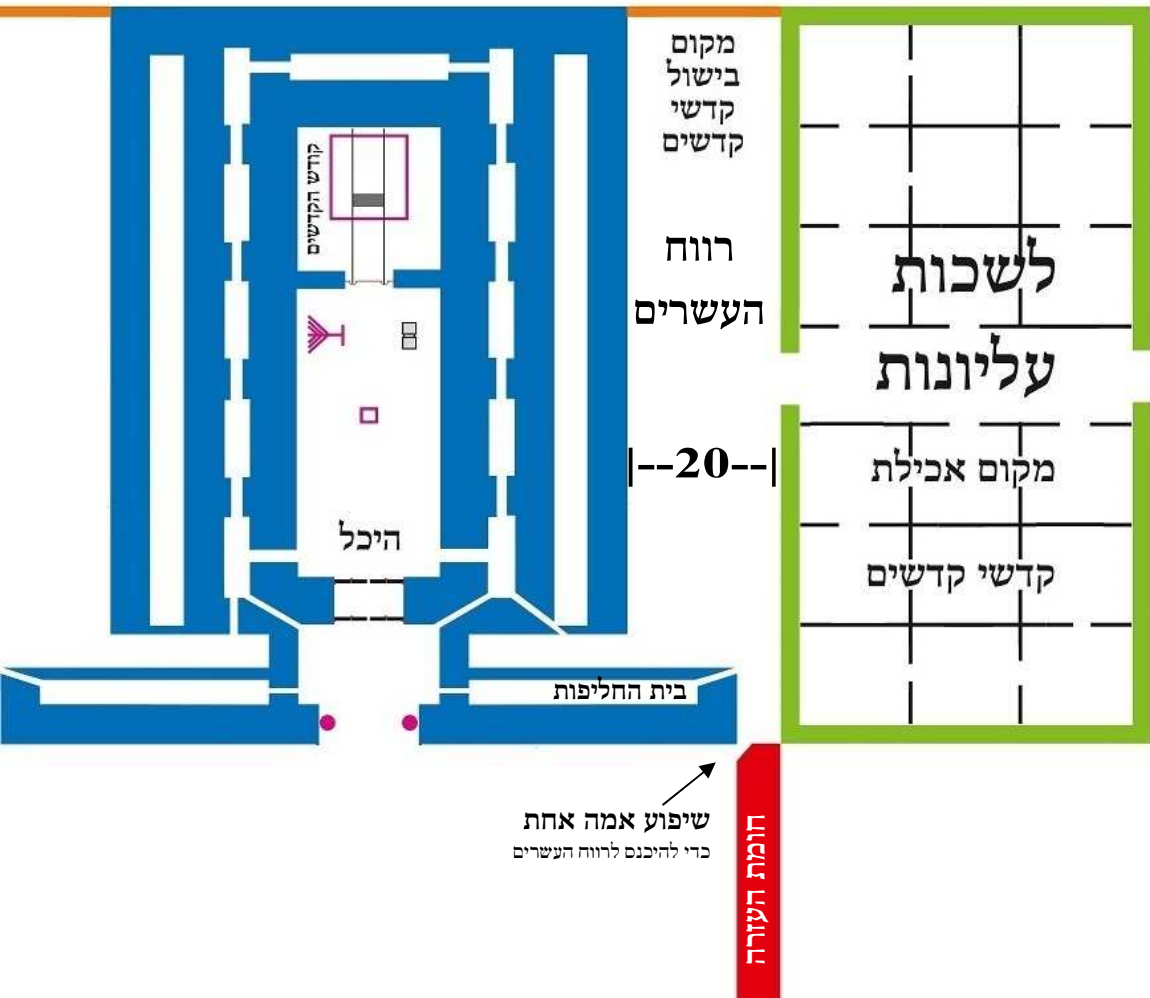 מקום
בישול
קדשי
קדשים
רווח
העשרים
|--20--|
לשכות
עליונות
מקום אכילת
קדשי קדשים
קודש הקדשים
היכל
בית החליפות
שיפוע אמה אחת
כדי להיכנס לרווח העשרים
חומת העזרה